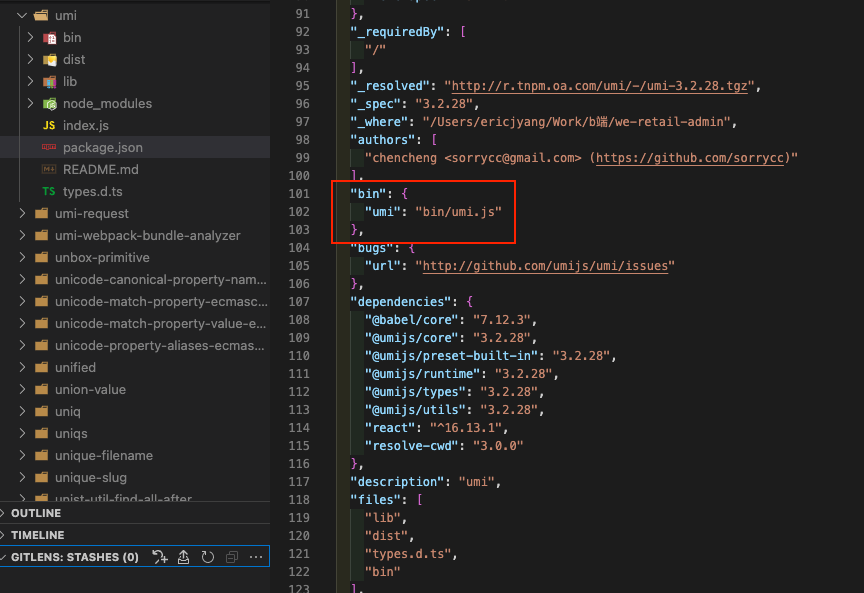 umi
bin
dist
lib
node_modules
JS index.js
package.json
README.md
TS types.d.ts
umi-request
umi-webpack-bundle-analyzer
unbox-primitive
unicode-canonical-property-nam...
unicode-match-property-ecmasc...
unicode-match-property-value-e...
unicode-property-aliases-ecmas...
unified
union-value
uniq
uniqs
unique-filename
unique-slug
unist-util-find-all-after
OUTLINE
TIMELINE
GITLENS: STASHES (0)
91 },
92 "_requiredBy": [
93 "/"
94 ],
95 "_resolved": "http://r.tnpm.oa.com/umi/-/umi-3.2.28.tgz",
96 "_spec": "3.2.28",
97 "_where": "/Users/ericjyang/Work/b端/we-retail-admin",
98 "authors": [
99 "chencheng <sorrycc@gmail.com> (https://github.com/sorrycc)"
100 ],
101 "bin": {
102 "umi": "bin/umi.js"
103 },
104 "bugs": {
105 "url": "http://github.com/umijs/umi/issues"
106 },
107 "dependencies": {
108 "@babel/core": "7.12.3",
109 "@umijs/core": "3.2.28",
110 "@umijs/preset-built-in": "3.2.28",
111 "@umijs/runtime": "3.2.28",
112 "@umijs/types": "3.2.28",
113 "@umijs/utils": "3.2.28",
114 "react": "^16.13.1",
115 "resolve-cwd": "3.0.0"
116 },
117 "description": "umi",
118 "files": [
119 "lib",
120 "dist",
121 "types.d.ts",
122 "bin"
123 ],